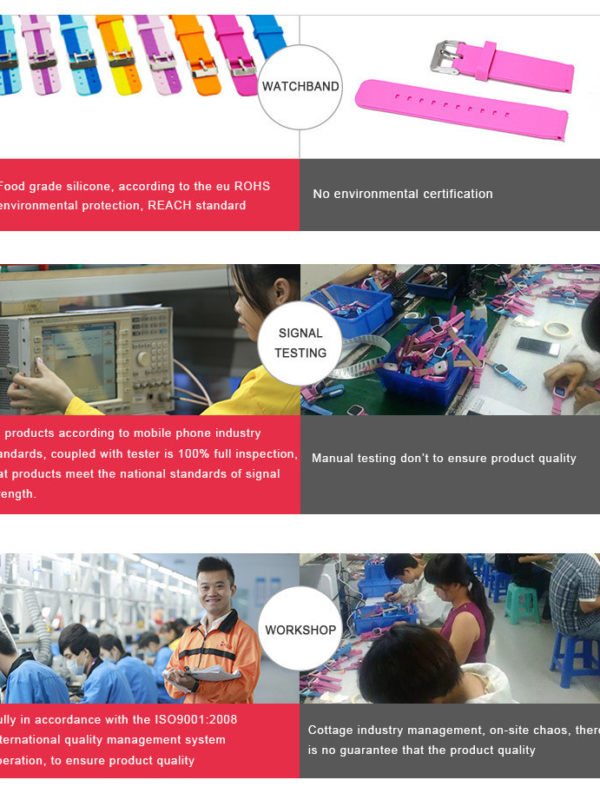 WATCHBAND
Food grade silicone, according to the eu ROHS
environmental protection, REACH standard
No environmental certification
SIGNAL
TESTING
products according to mobile phone industry
andards, coupled with tester is 100% full inspection,
at products meet the national standards of signal
rength.
Manual testing don't to ensure product quality
WORKSHOP
ully in accordance with the ISO9001:2008
ternational quality management system
peration, to ensure product quality
Cottage industry management, on-site chaos, there
is no guarantee that the product quality